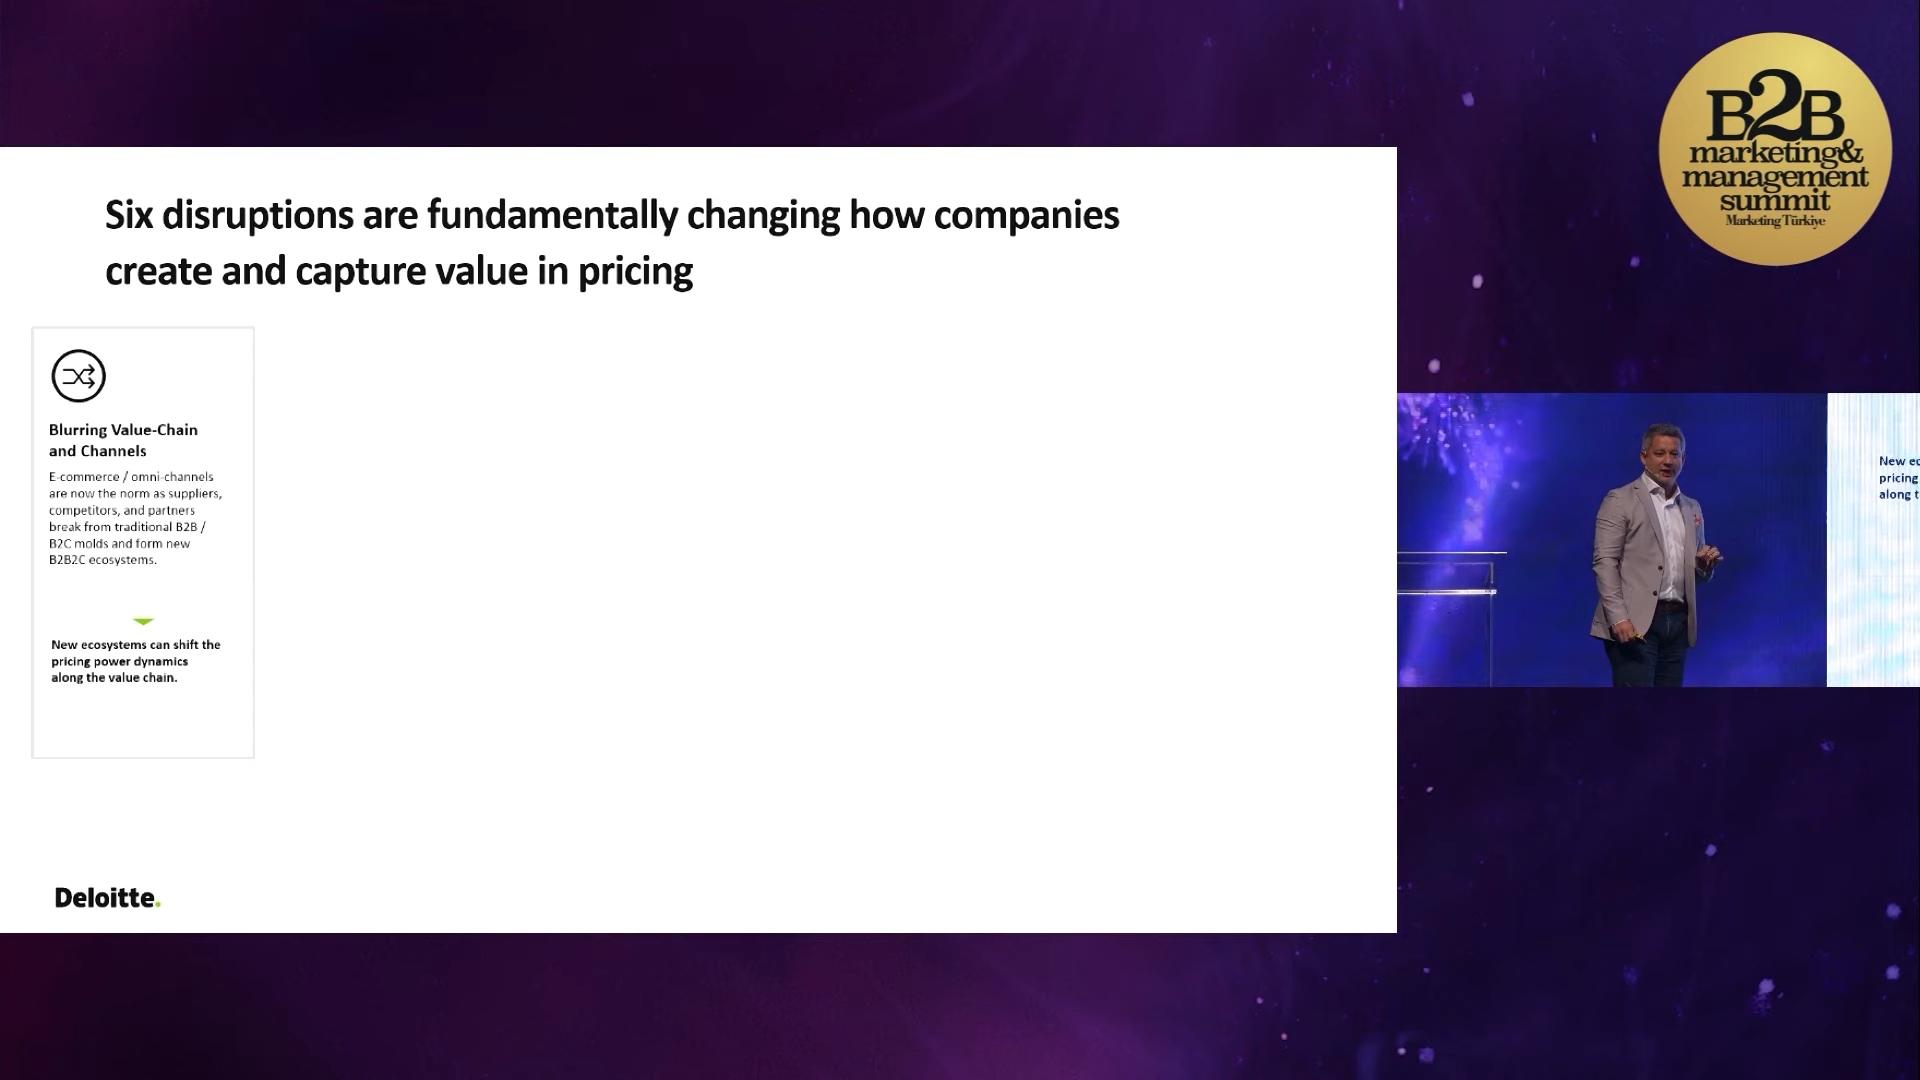 B2B
marketing&
management
summit
Marketing Türkiye
Six disruptions are fundamentally changing how companies
create and capture value in pricing
Blurring Value-Chain
and Channels
E-commerce / omni-channels
are now the norm as suppliers,
competitors, and partners
break from traditional B2B /
B2C molds and form new
B2B2C ecosystems.
New ecosystems can shift the
pricing power dynamics
along the value chain.
Deloitte.
New
pricing
along